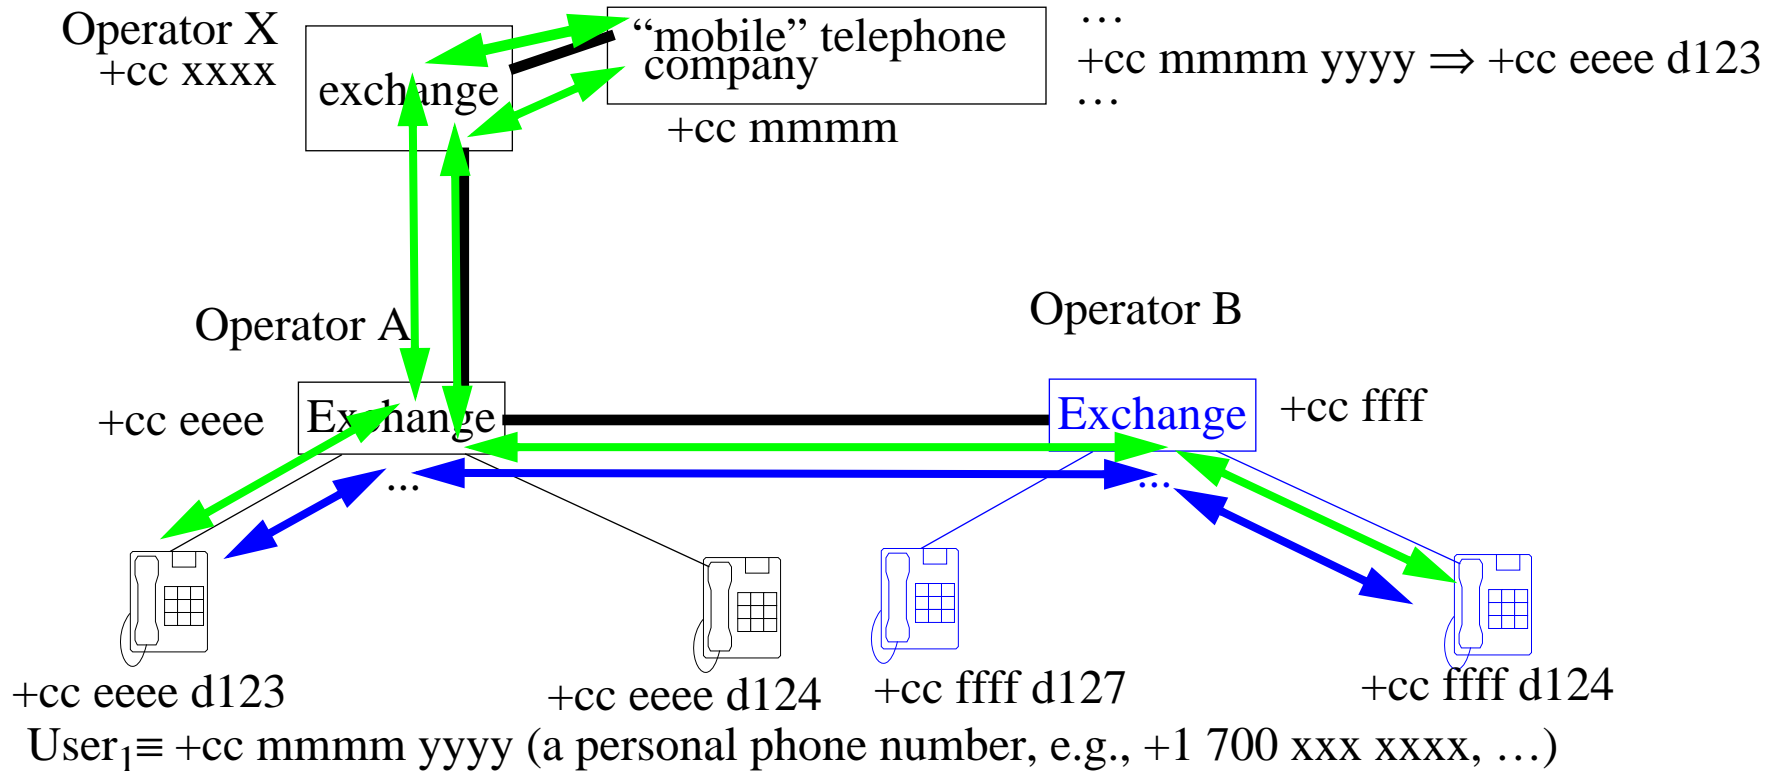 Operator X
+cc xxxx
exchange
“mobile” telephone
company
+cc mmmm
…
+cc mmmm yyyy ⇒ +cc eeee d123
…
Operator A
Operator B
+cc eeee
Exchange
Exchange
+cc ffff
...
...
+cc eeee d123
+cc eeee d124
+cc ffff d127
+cc ffff d124
User1≡ +cc mmmm yyyy (a personal phone number, e.g., +1 700 xxx xxxx, …)